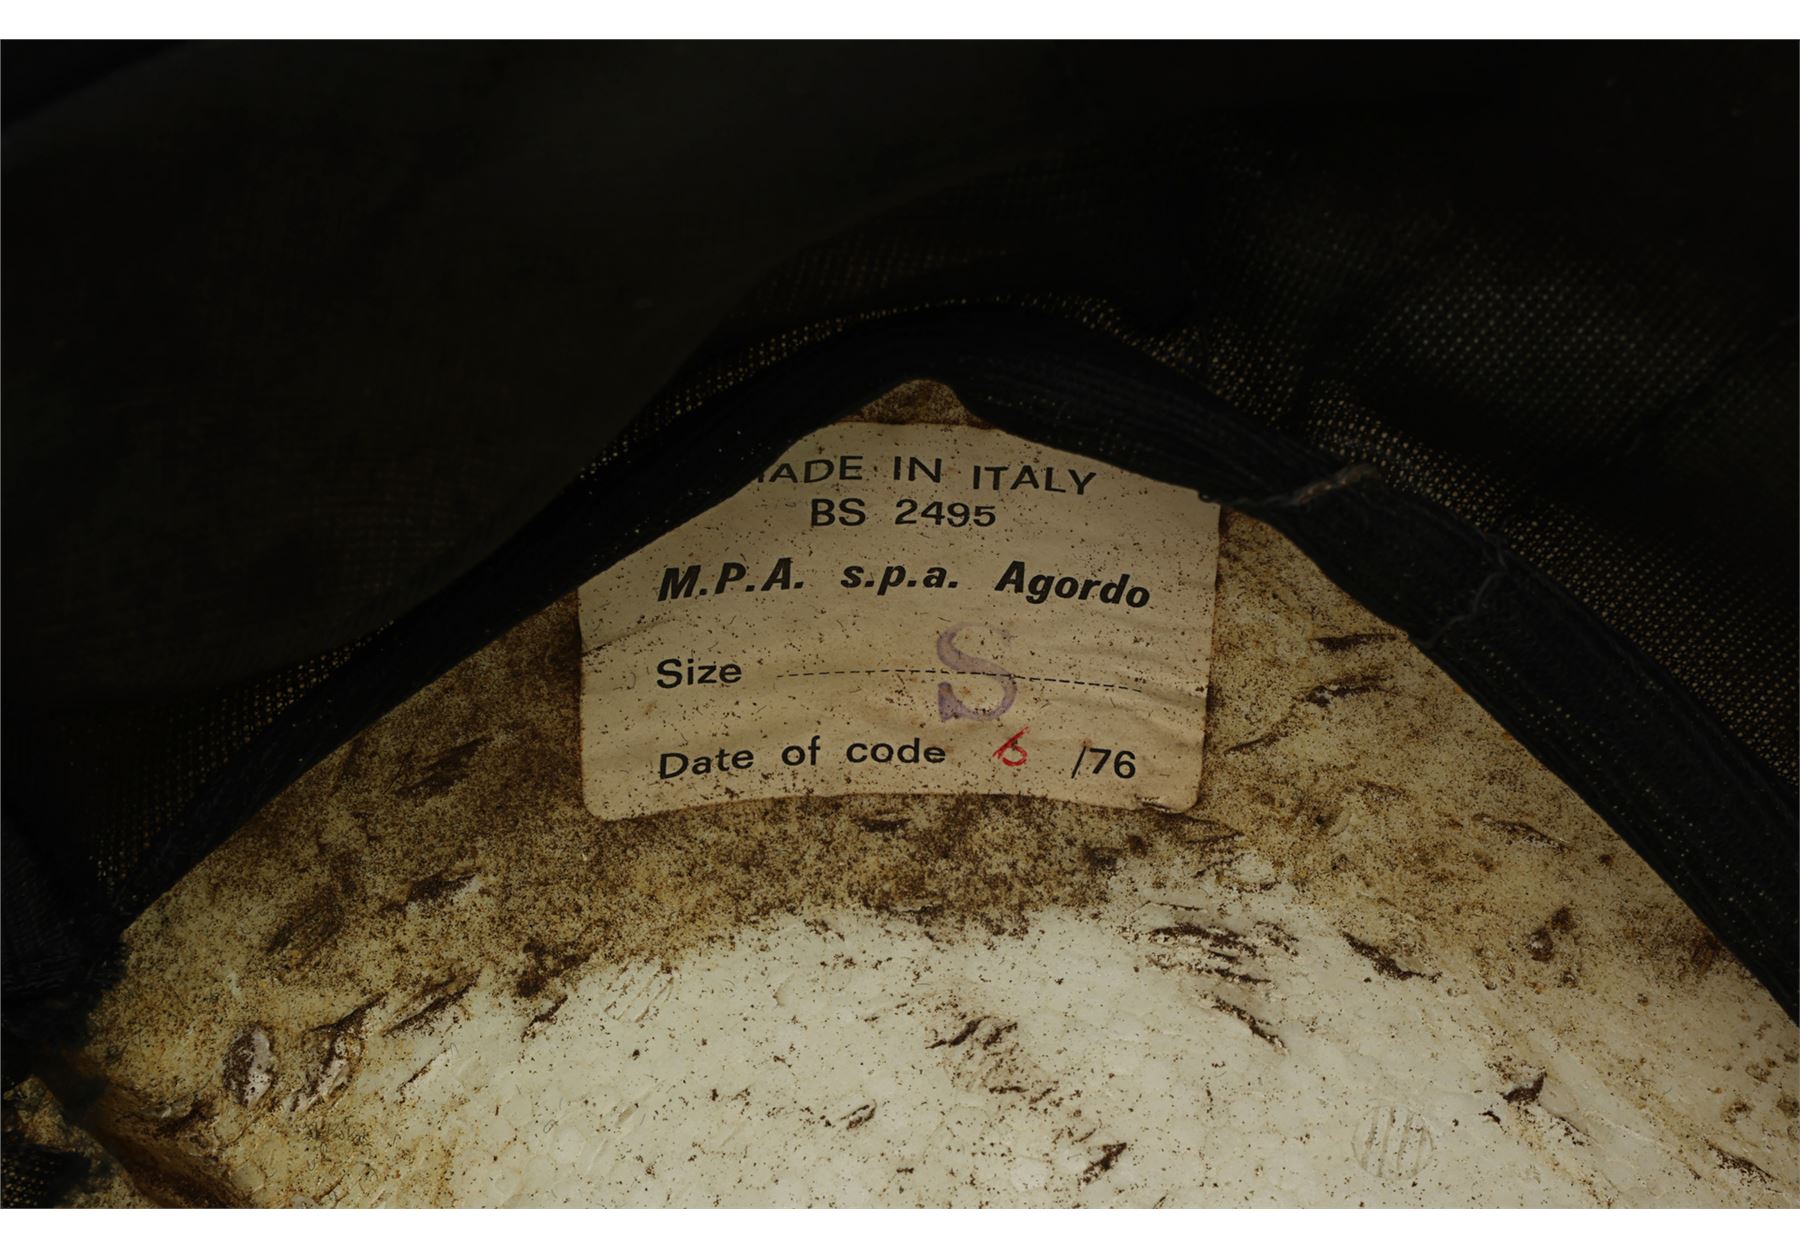 ADE IN ITALY
BS 2495
M.P.A. s.p.a. Agordo
Size S
Date of code 6 /76